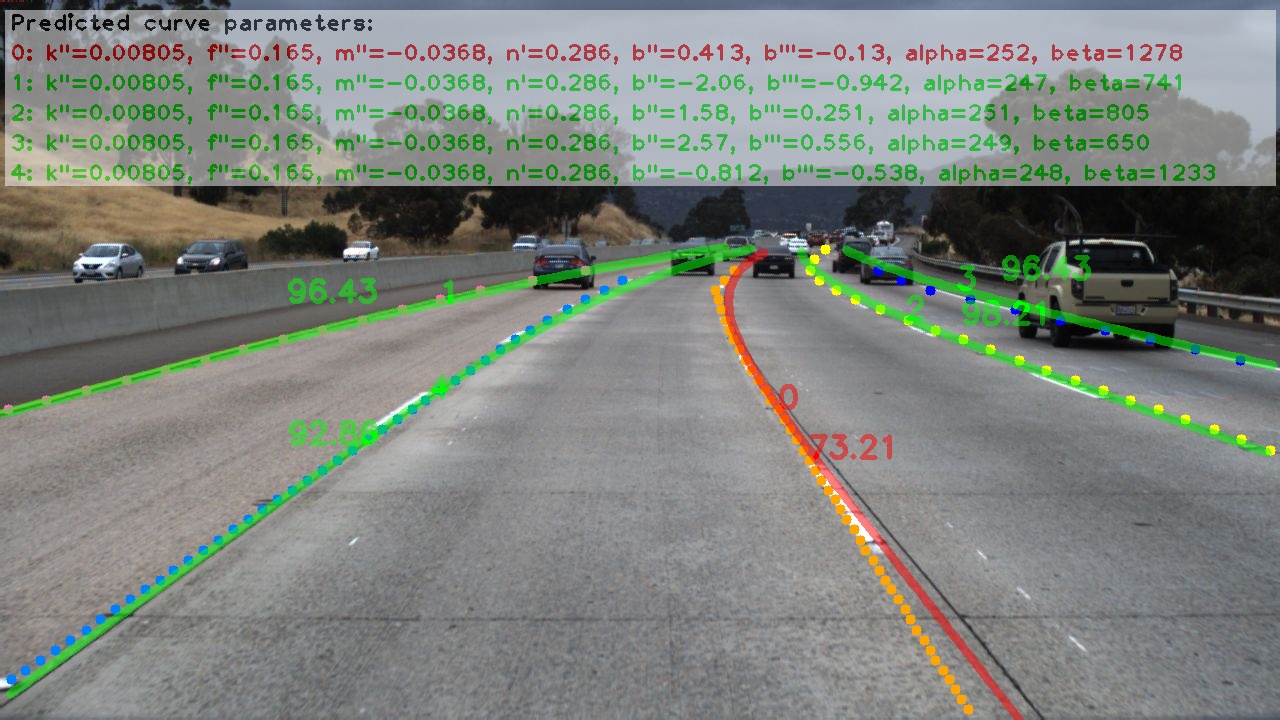 Predicted curve parameters:
0: k''=0.00805, f''=0.165, m''=-0.0368, n'=0.286, b''=0.413, b'''=-0.13, alpha=252, beta=1278
1: k''=0.00805, f''=0.165, m''=-0.0368, n'=0.286, b''=-2.06, b'''=-0.942, alpha=247, beta=741
2: k''=0.00805, f''=0.165, m''=-0.0368, n'=0.286, b''=1.58, b'''=0.251, alpha=251, beta=805
3: k''=0.00805, f''=0.165, m''=-0.0368, n'=0.286, b''=2.57, b'''=0.556, alpha=249, beta=650
4: k''=0.00805, f''=0.165, m''=-0.0368, n'=0.286, b''=-0.812, b'''=-0.538, alpha=248, beta=1233
96.43
1
3
96.43
2
98.21
4
0
92.86
73.21